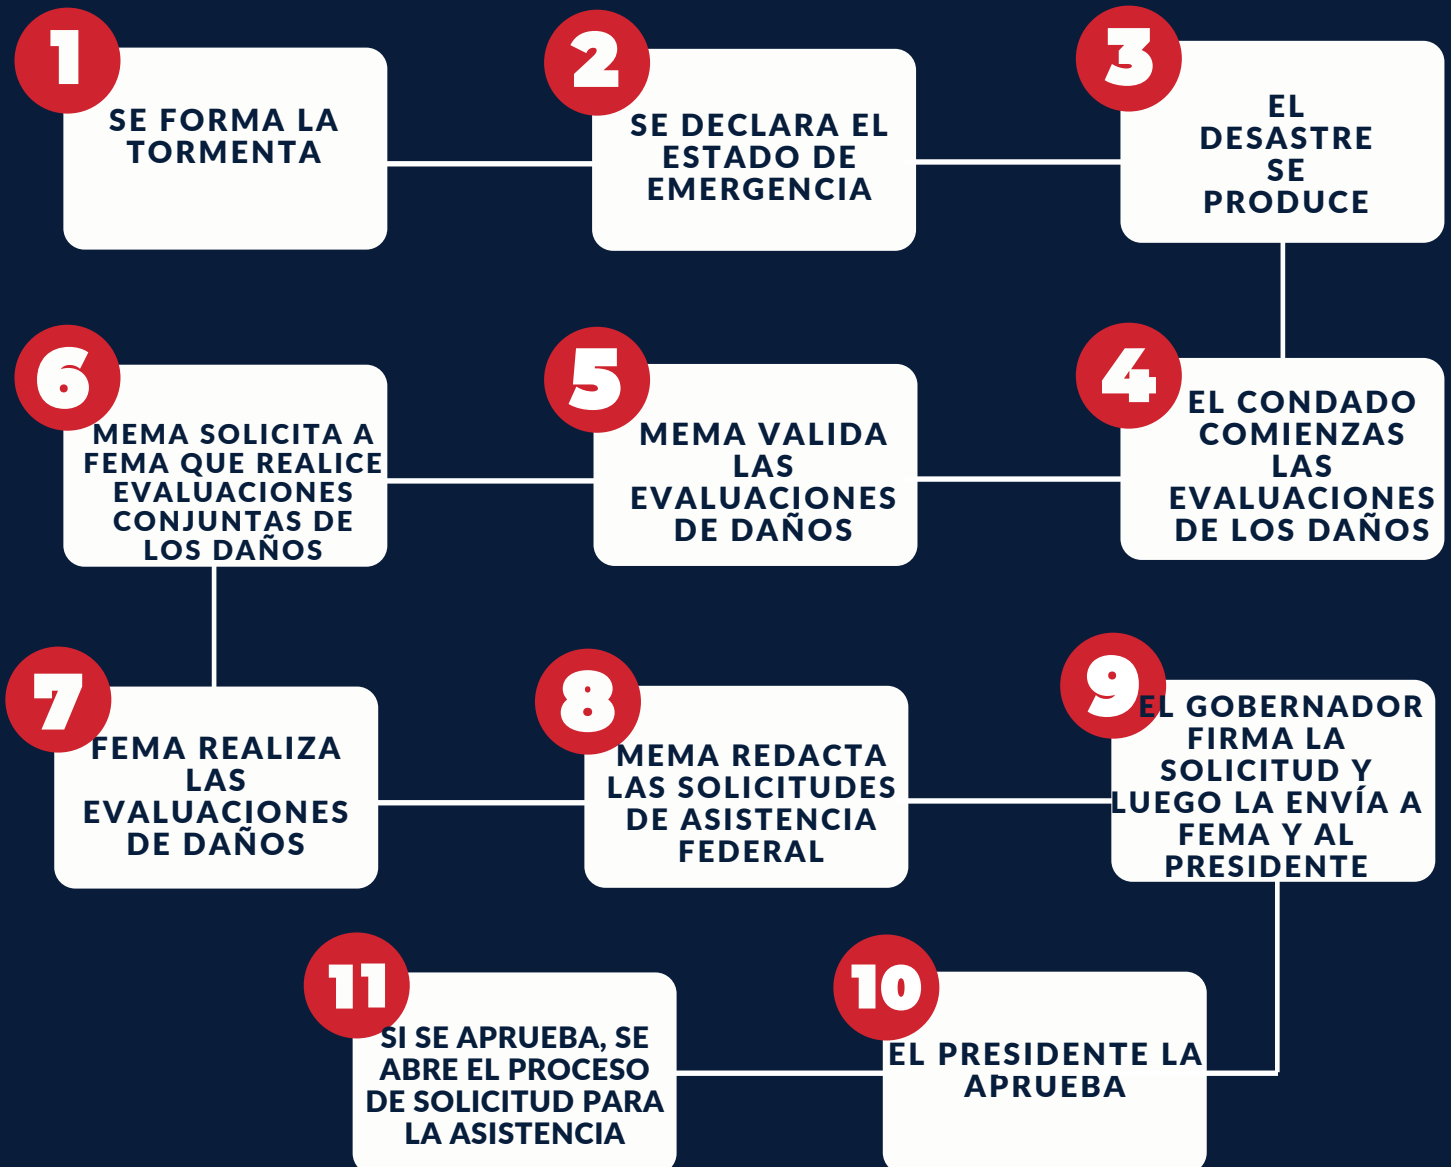 1
SE FORMA LA
TORMENTA
2
SE DECLARA EL
ESTADO DE
EMERGENCIA
3
EL
DESASTRE
SE
PRODUCE
4
EL CONDADO
COMIENZAS
LAS
EVALUACIONES
DE LOS DAÑOS
5
MEMA VALIDA
LAS
EVALUACIONES
DE DAÑOS
6
MEMA SOLICITA A
FEMA QUE REALICE
EVALUACIONES
CONJUNTAS DE
LOS DAÑOS
7
FEMA REALIZA
LAS
EVALUACIONES
DE DAÑOS
8
MEMA REDACTA
LAS SOLICITUDES
DE ASISTENCIA
FEDERAL
9
EL GOBERNADOR
FIRMA LA
SOLICITUD Y
LUEGO LA ENVÍA A
FEMA Y AL
PRESIDENTE
10
EL PRESIDENTE LA
APRUEBA
11
SI SE APRUEBA, SE
ABRE EL PROCESO
DE SOLICITUD PARA
LA ASISTENCIA